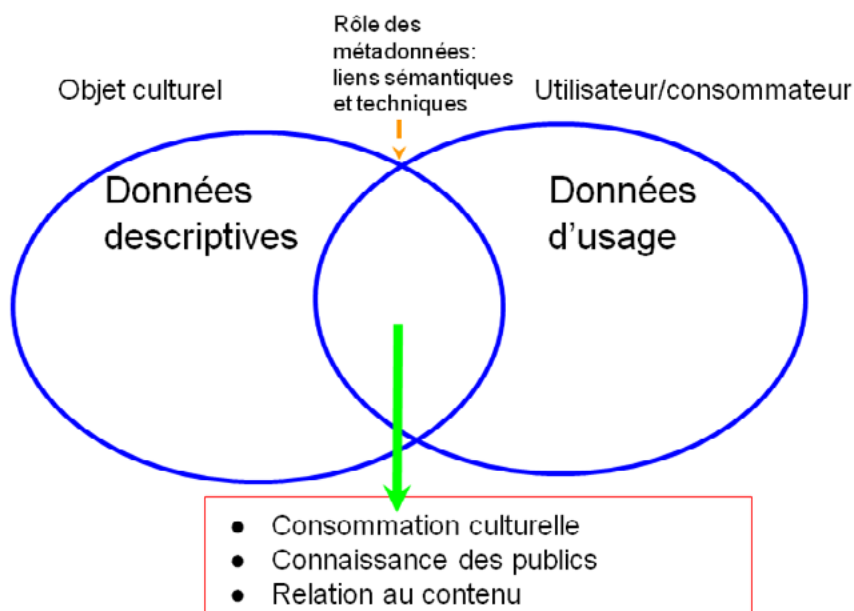 Rôle des
métadonnées:
liens sémantiques
et techniques
Objet culturel
Utilisateur/consommateur
Données
descriptives
Données
d'usage
● Consommation culturelle
● Connaissance des publics
● Relation au contenu